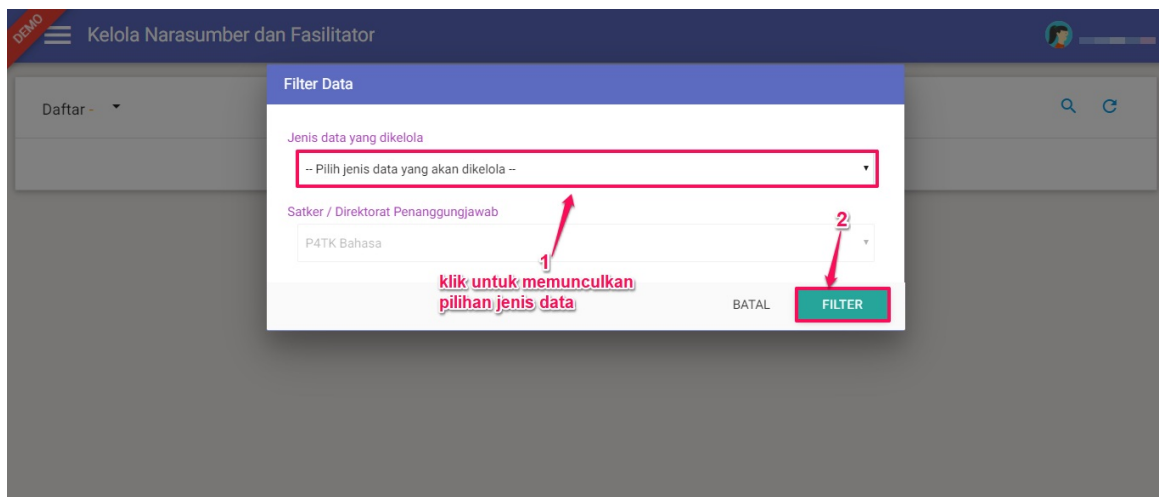 DEMO
Kelola Narasumber dan Fasilitator
Filter Data
Daftar -
Jenis data yang dikelola
-- Pilih jenis data yang akan dikelola --
Satker / Direktorat Penanggungjawab
P4TK Bahasa
1
klik untuk memunculkan
pilihan jenis data
2
BATAL
FILTER